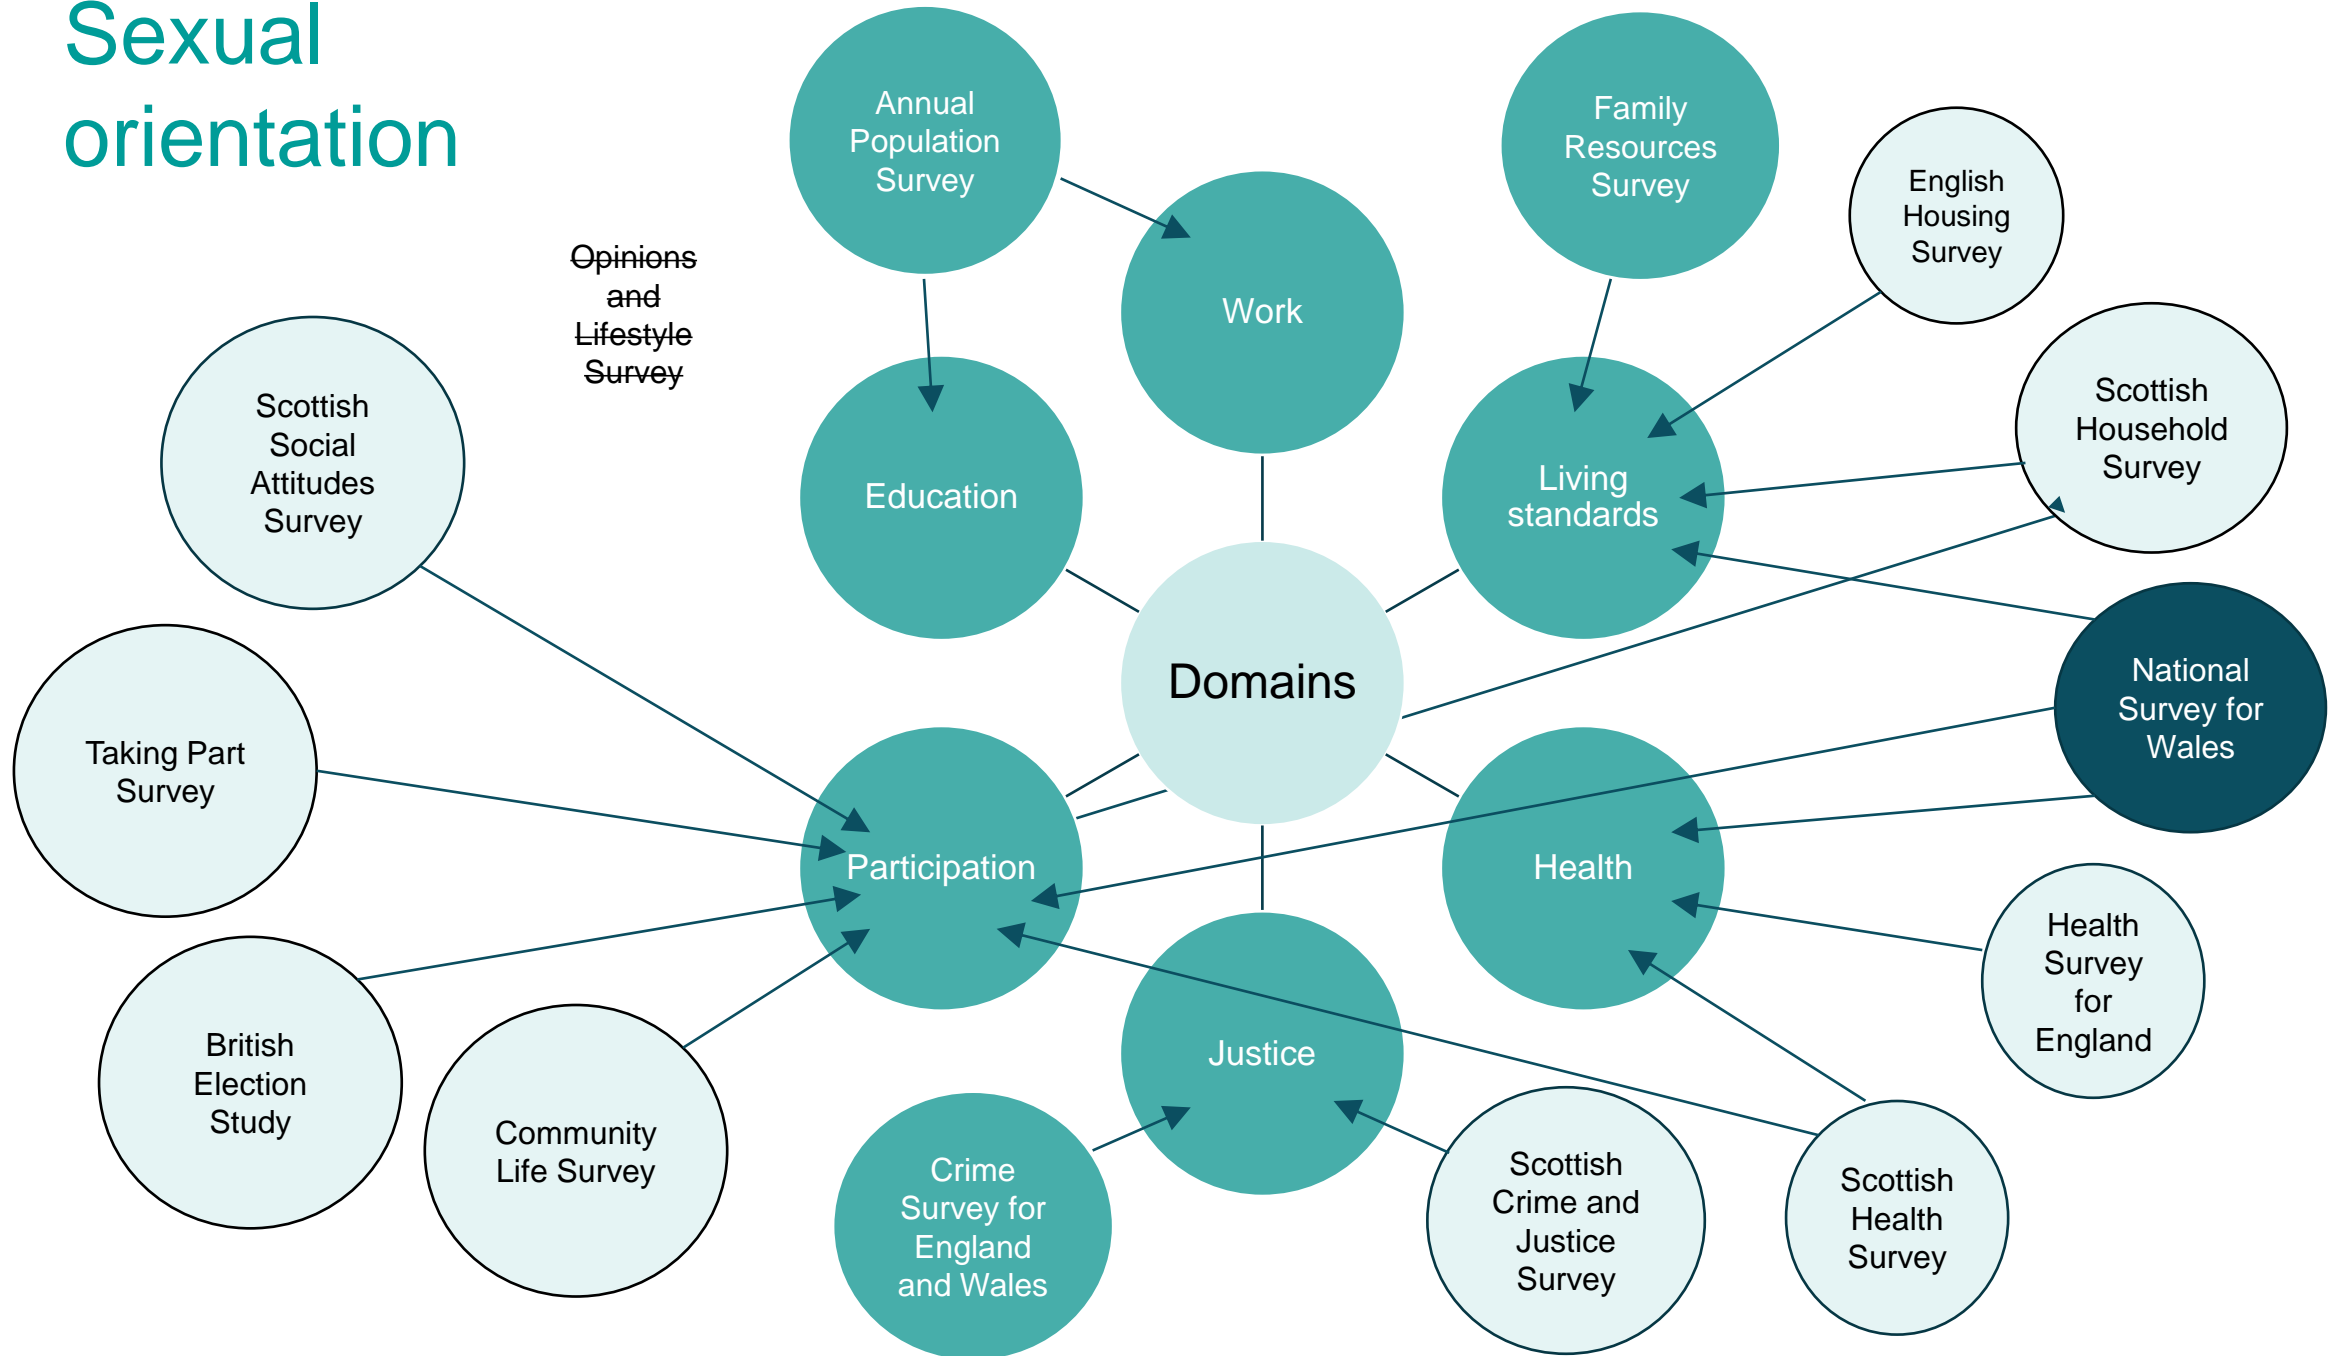 Sexual
orientation
Annual
Population
Survey
Family
Resources
Survey
English
Housing
Survey
Opinions
and
Lifestyle
Survey
Work
Scottish
Social
Attitudes
Survey
Education
Living
standards
Scottish
Household
Survey
Domains
National
Survey for
Wales
Taking Part
Survey
Participation
Health
Health
Survey
for
England
British
Election
Study
Community
Life Survey
Justice
Crime
Survey for
England
and Wales
Scottish
Crime and
Justice
Survey
Scottish
Health
Survey